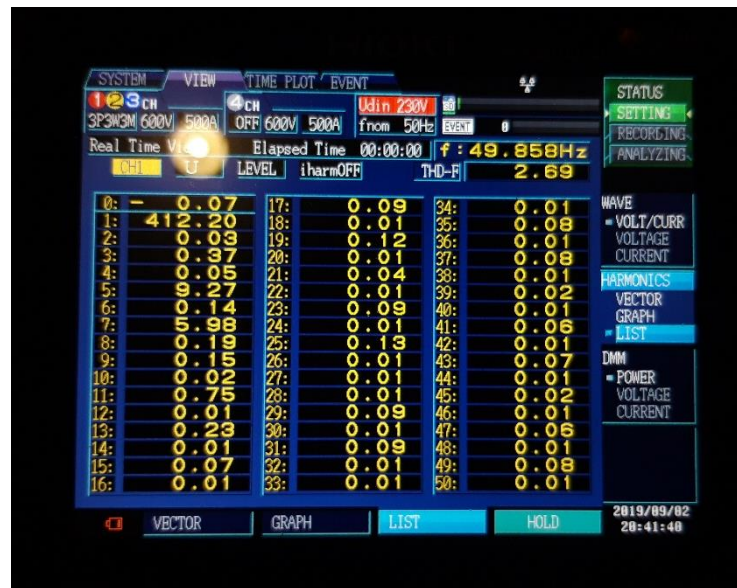 SYSTEM VIEW TIME PLOT EVENT
1 2 3 CH 4 CH Udin 230V
3P3W3M 600V 500A OFF 600V 500A fnom 50Hz EVENT 0
Real Time View Elapsed Time 00:00:00 f : 49.858Hz
CH1 U LEVEL iharmOFF THD-F 2.69
0: - 0.07 17: 0.09 34: 0.01
1: 412.20 18: 0.01 35: 0.08
2: 0.03 19: 0.12 36: 0.01
3: 0.37 20: 0.01 37: 0.08
4: 0.05 21: 0.04 38: 0.01
5: 9.27 22: 0.01 39: 0.02
6: 0.14 23: 0.09 40: 0.01
7: 5.98 24: 0.01 41: 0.06
8: 0.19 25: 0.13 42: 0.01
9: 0.15 26: 0.01 43: 0.07
10: 0.02 27: 0.01 44: 0.01
11: 0.75 28: 0.01 45: 0.02
12: 0.01 29: 0.09 46: 0.01
13: 0.23 30: 0.01 47: 0.06
14: 0.01 31: 0.09 48: 0.01
15: 0.07 32: 0.01 49: 0.08
16: 0.01 33: 0.01 50: 0.01
VECTOR GRAPH LIST HOLD
STATUS
SETTING
RECORDING
ANALYZING
WAVE
VOLT/CURR
VOLTAGE
CURRENT
HARMONICS
VECTOR
GRAPH
LIST
DMM
POWER
VOLTAGE
CURRENT
2019/09/02
20:41:40